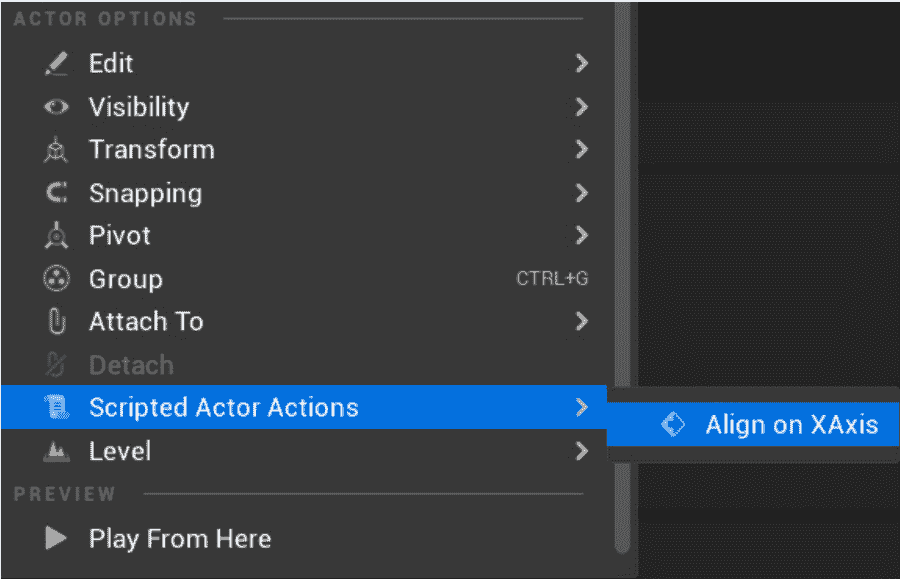 ACTOR OPTIONS
Edit
Visibility
Transform
Snapping
Pivot
Group CTRL+G
Attach To
Detach
Scripted Actor Actions
Align on XAxis
Level
PREVIEW
Play From Here